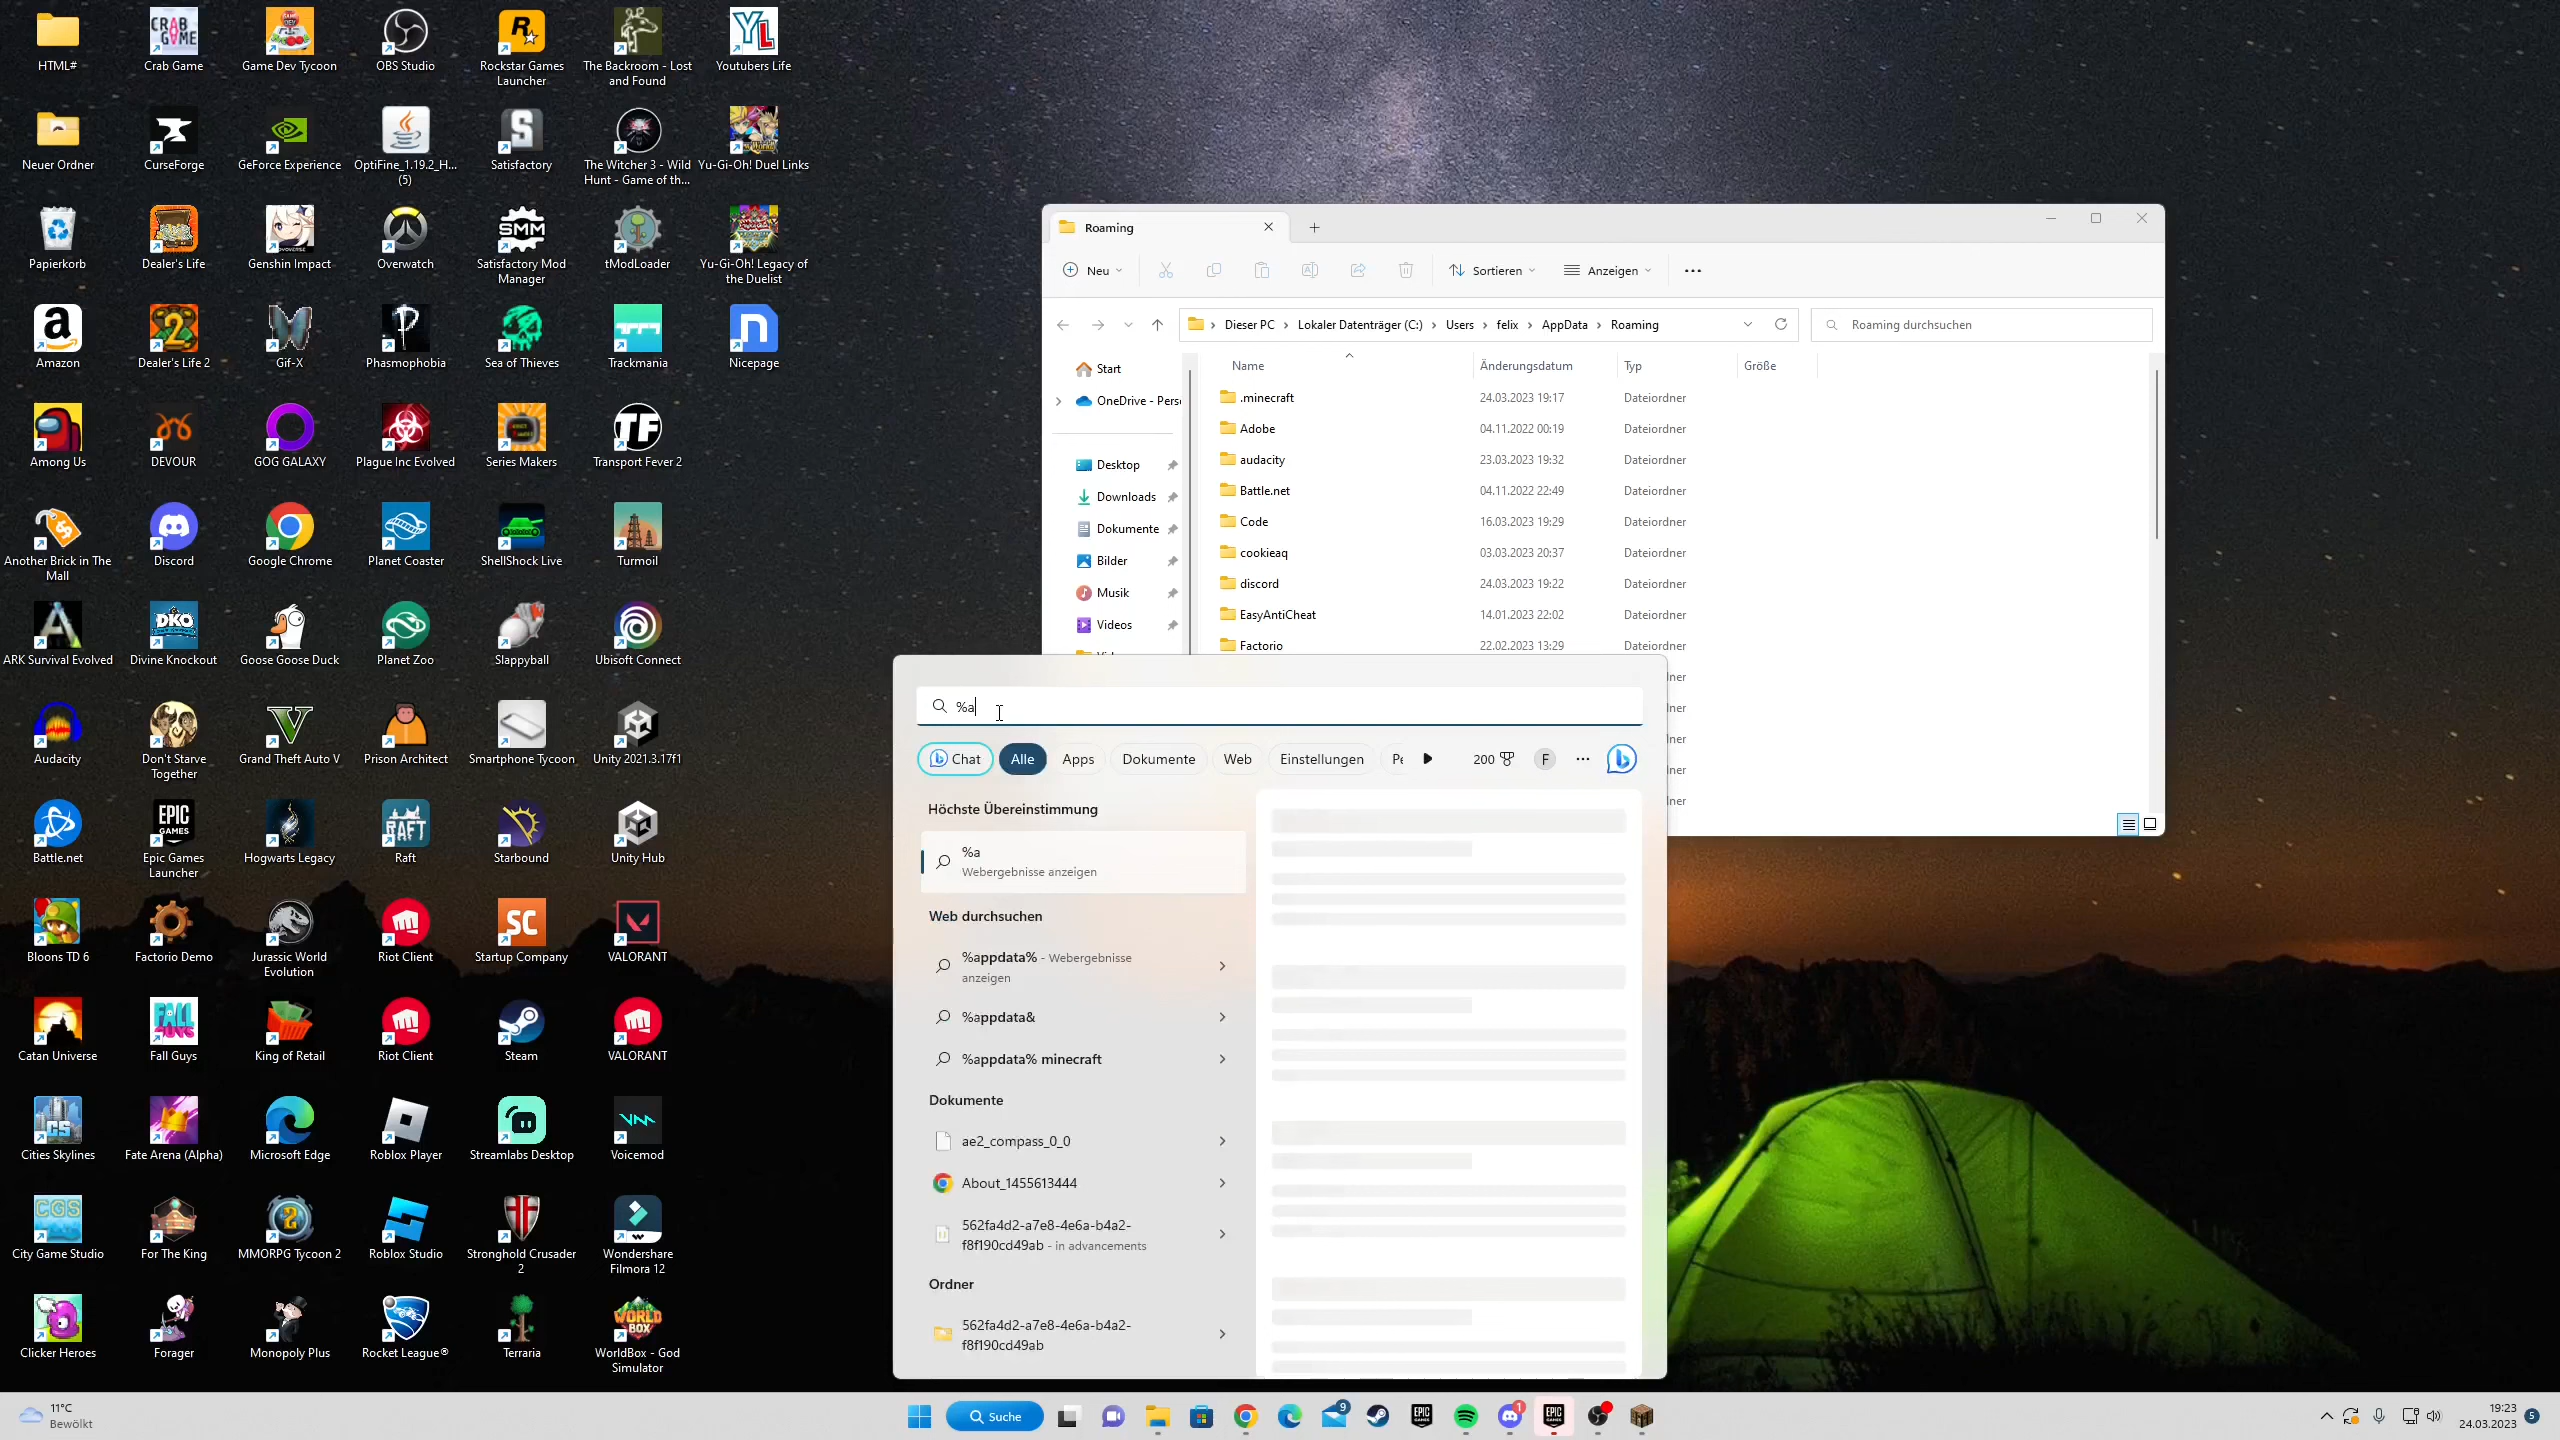 HTML#
Crab Game
Game Dev Tycoon
OBS Studio
Rockstar Games
Launcher
The Backroom - Lost
and Found
Youtubers Life
Neuer Ordner
CurseForge
GeForce Experience
OptiFine_1.19.2_H...
(5)
Satisfactory
The Witcher 3 - Wild
Hunt - Game of th...
Yu-Gi-Oh! Duel Links
Papierkorb
Dealer's Life
Genshin Impact
Overwatch
Satisfactory Mod
Manager
tModLoader
Yu-Gi-Oh! Legacy of
the Duelist
Amazon
Dealer's Life 2
Gif-X
Phasmophobia
Sea of Thieves
Trackmania
Nicepage
Among Us
DEVOUR
GOG GALAXY
Plague Inc Evolved
Series Makers
Transport Fever 2
Another Brick in The
Mall
Discord
Google Chrome
Planet Coaster
ShellShock Live
Turmoil
ARK Survival Evolved
Divine Knockout
Goose Goose Duck
Planet Zoo
Slappyball
Ubisoft Connect
Audacity
Don't Starve
Together
Grand Theft Auto V
Prison Architect
Smartphone Tycoon
Unity 2021.3.17f1
Battle.net
Epic Games
Launcher
Hogwarts Legacy
Raft
Starbound
Unity Hub
Bloons TD 6
Factorio Demo
Jurassic World
Evolution
Riot Client
Startup Company
VALORANT
Catan Universe
Fall Guys
King of Retail
Riot Client
Steam
VALORANT
Cities Skylines
Fate Arena (Alpha)
Microsoft Edge
Roblox Player
Streamlabs Desktop
Voicemod
City Game Studio
For The King
MMORPG Tycoon 2
Roblox Studio
Stronghold Crusader
2
Wondershare
Filmora 12
Clicker Heroes
Forager
Monopoly Plus
Rocket League®
Terraria
WorldBox - God
Simulator
Roaming
Neu
Sortieren
Anzeigen
Dieser PC > Lokaler Datenträger (C:) > Users > felix > AppData > Roaming
Roaming durchsuchen
Start
OneDrive - Pers
Desktop
Downloads
Dokumente
Bilder
Musik
Videos
Name Änderungsdatum Typ Größe
.minecraft 24.03.2023 19:17 Dateiordner
Adobe 04.11.2022 00:19 Dateiordner
audacity 23.03.2023 19:32 Dateiordner
Battle.net 04.11.2022 22:49 Dateiordner
Code 16.03.2023 19:29 Dateiordner
cookieaq 03.03.2023 20:37 Dateiordner
discord 24.03.2023 19:22 Dateiordner
EasyAntiCheat 14.01.2023 22:02 Dateiordner
Factorio 22.02.2023 13:29 Dateiordner
%a
Chat Alle Apps Dokumente Web Einstellungen Pe 200 F
Höchste Übereinstimmung
%a
Webergebnisse anzeigen
Web durchsuchen
%appdata% - Webergebnisse
anzeigen
%appdata&
%appdata% minecraft
Dokumente
ae2_compass_0_0
About_1455613444
562fa4d2-a7e8-4e6a-b4a2-
f8f190cd49ab - in advancements
Ordner
562fa4d2-a7e8-4e6a-b4a2-
f8f190cd49ab
11°C
Bewölkt
Suche
9
1
19:23
24.03.2023
5